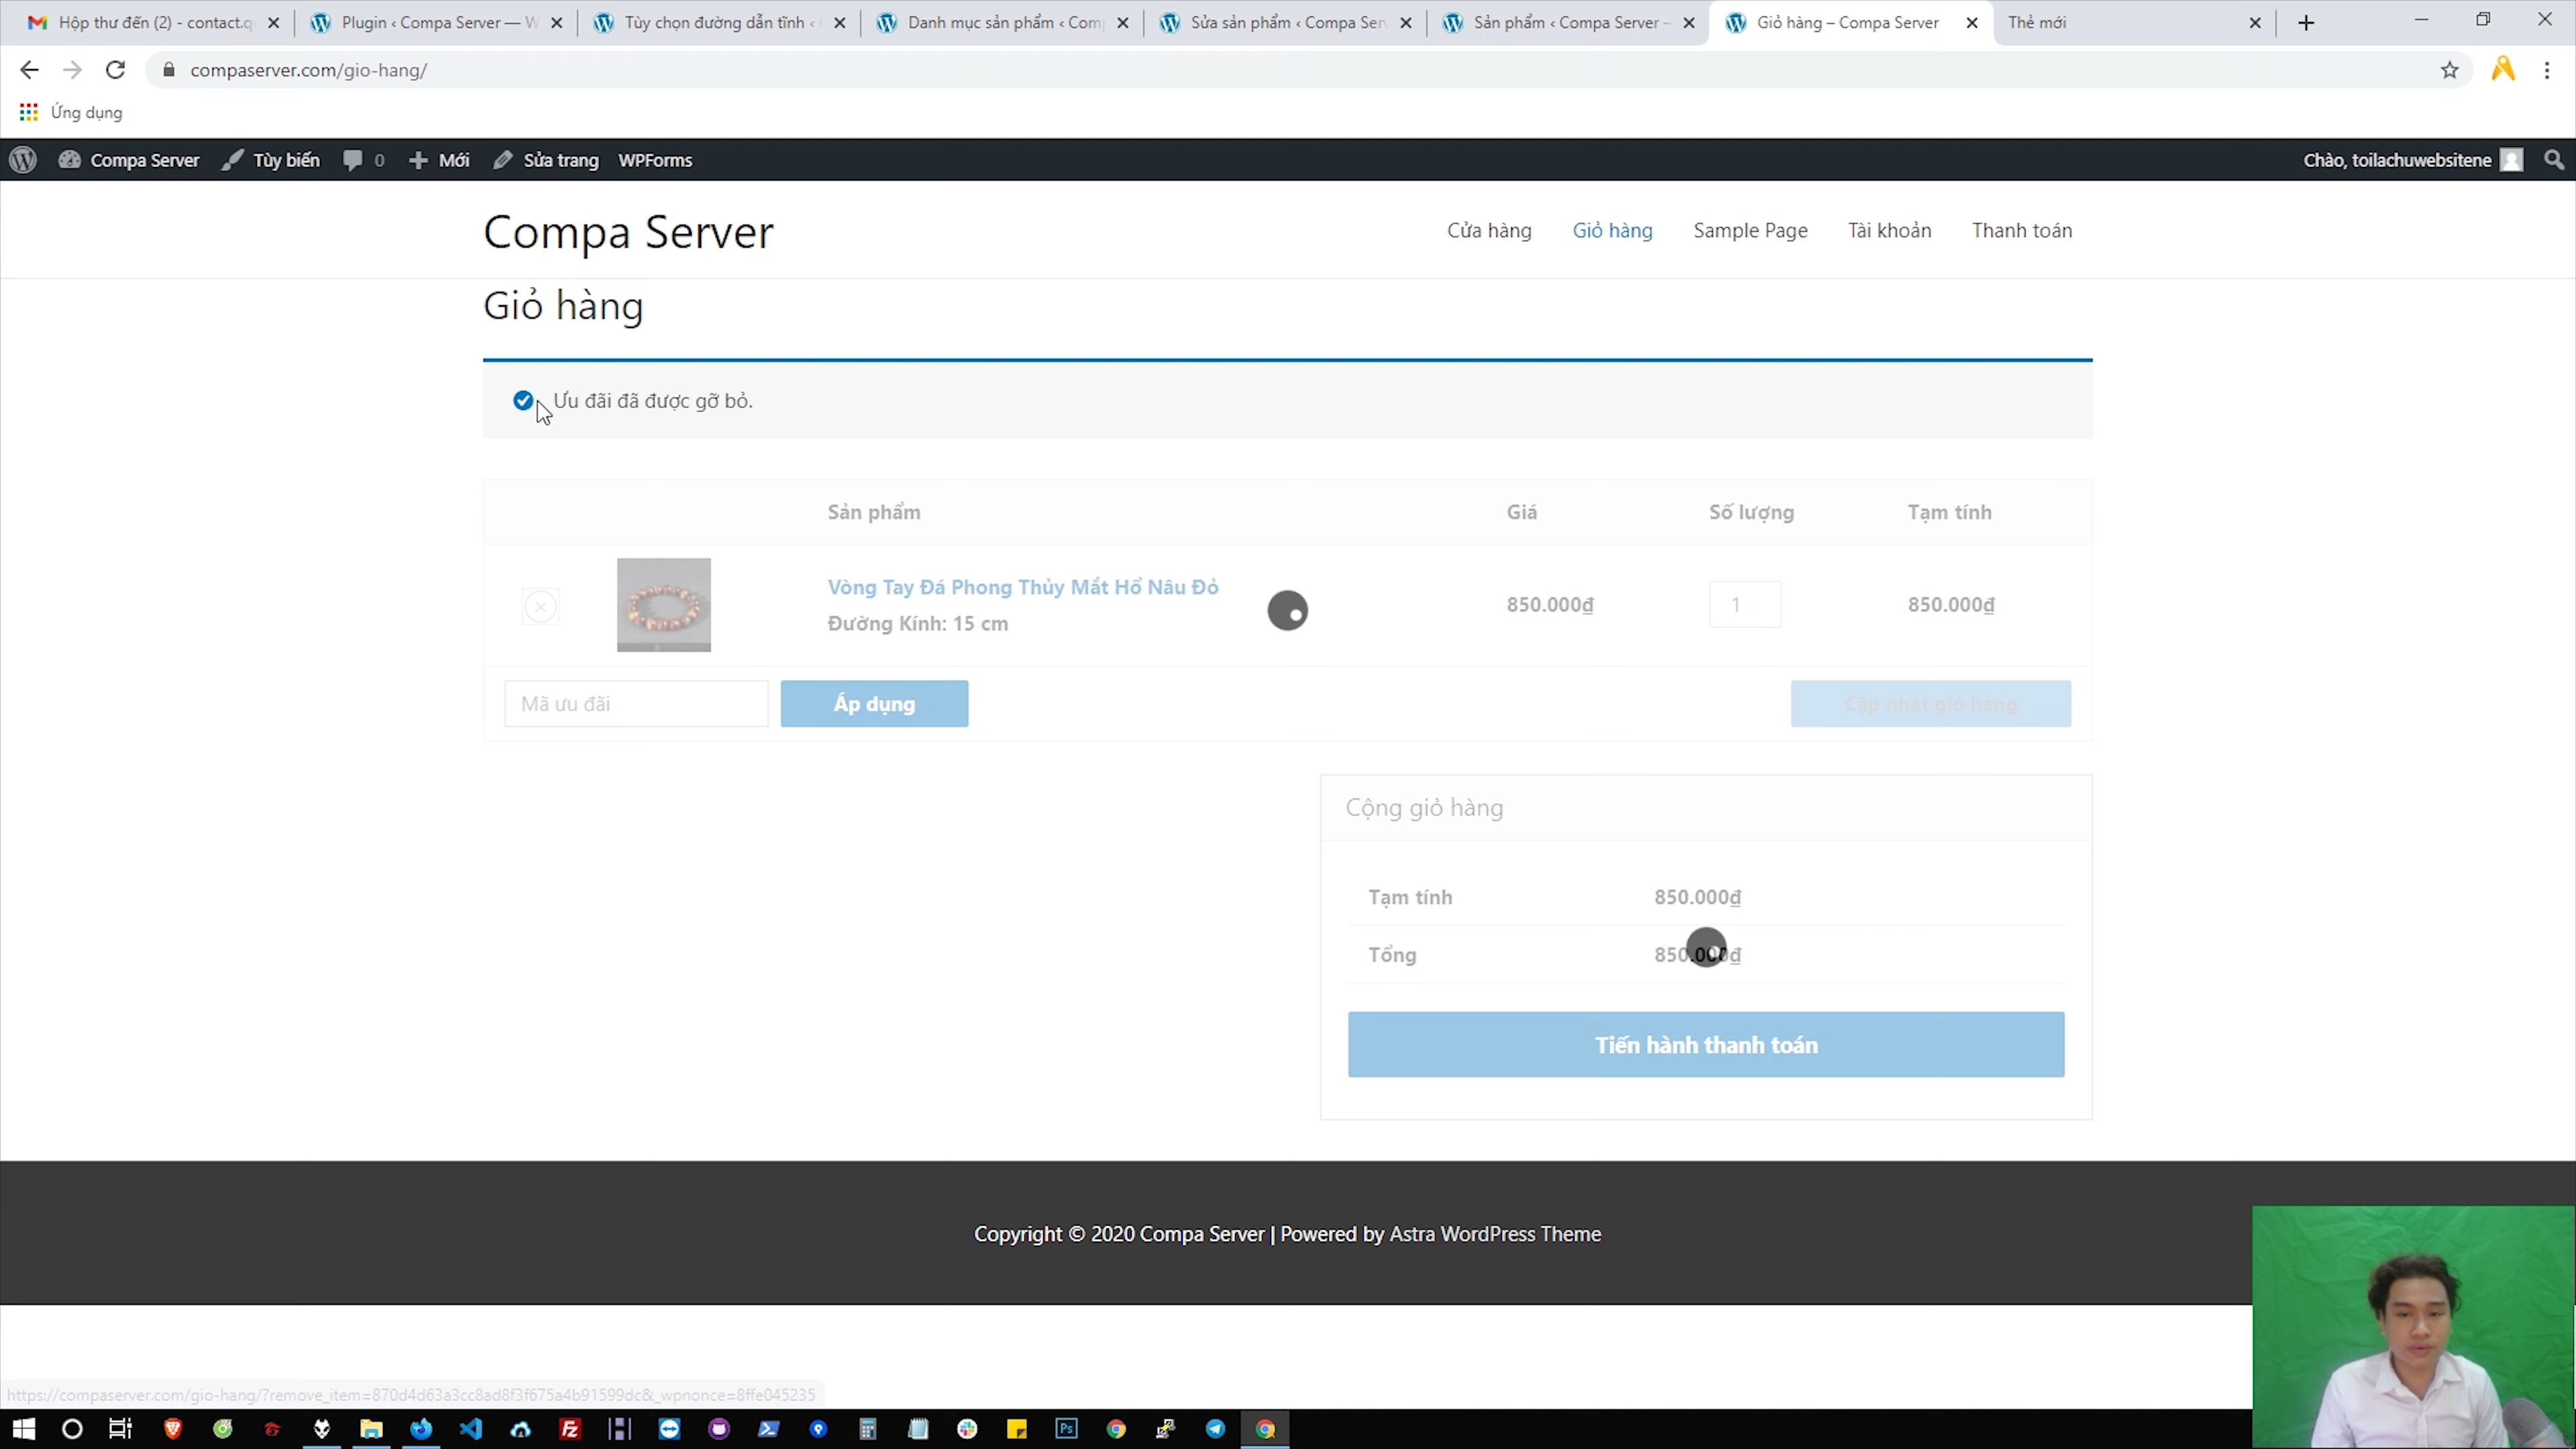 Hộp thư đến (2) - contact.q
Plugin ‹ Compa Server — W
Tùy chọn đường dẫn tĩnh ‹
Danh mục sản phẩm ‹ Com
Sửa sản phẩm ‹ Compa Ser
Sản phẩm ‹ Compa Server –
Giỏ hàng – Compa Server
Thẻ mới
compaserver.com/gio-hang/
Ứng dụng
Compa Server
Tùy biến
0
Mới
Sửa trang
WPForms
Chào, toilachuwebsitene
Compa Server
Cửa hàng
Giỏ hàng
Sample Page
Tài khoản
Thanh toán
Giỏ hàng
Ưu đãi đã được gỡ bỏ.
Sản phẩm
Giá
Số lượng
Tạm tính
Vòng Tay Đá Phong Thủy Mắt Hổ Nâu Đỏ
Đường Kính: 15 cm
850.000₫
1
850.000₫
Mã ưu đãi
Áp dụng
Cập nhật giỏ hàng
Cộng giỏ hàng
Tạm tính
850.000₫
Tổng
850.000₫
Tiến hành thanh toán
Copyright © 2020 Compa Server | Powered by Astra WordPress Theme
https://compaserver.com/gio-hang/?remove_item=870d4d63a3cc8ad8f3f675a4b91599dc&_wpnonce=8ffe045235